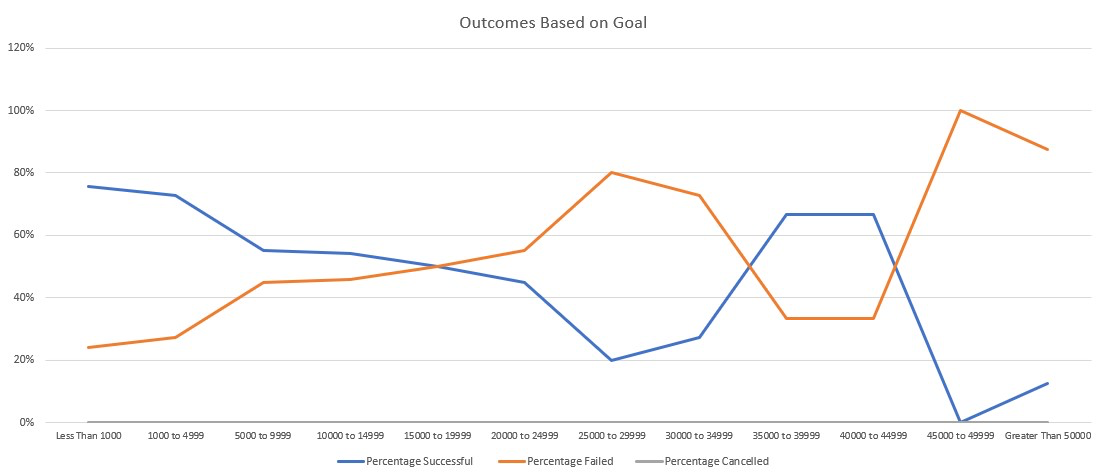 Outcomes Based on Goal
120%
100%
80%
60%
40%
20%
0%
Less Than 1000 1000 to 4999 5000 to 9999 10000 to 14999 15000 to 19999 20000 to 24999 25000 to 29999 30000 to 34999 35000 to 39999 40000 to 44999 45000 to 49999 Greater Than 50000
Percentage Successful Percentage Failed Percentage Cancelled